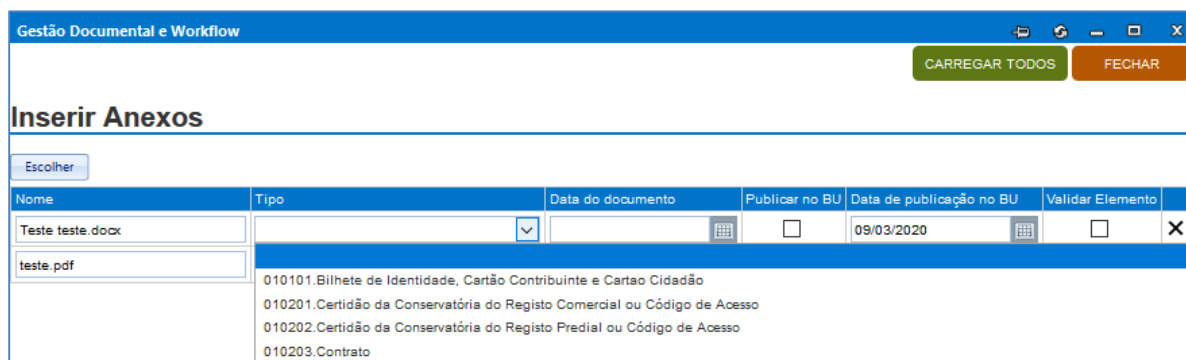 Gestão Documental e Workflow
CARREGAR TODOS FECHAR
Inserir Anexos
Escolher
Nome Tipo Data do documento Publicar no BU Data de publicação no BU Validar Elemento
Teste teste.docx 09/03/2020
teste.pdf
010101.Bilhete de Identidade, Cartão Contribuinte e Cartao Cidadão
010201.Certidão da Conservatória do Registo Comercial ou Código de Acesso
010202.Certidão da Conservatória do Registo Predial ou Código de Acesso
010203.Contrato